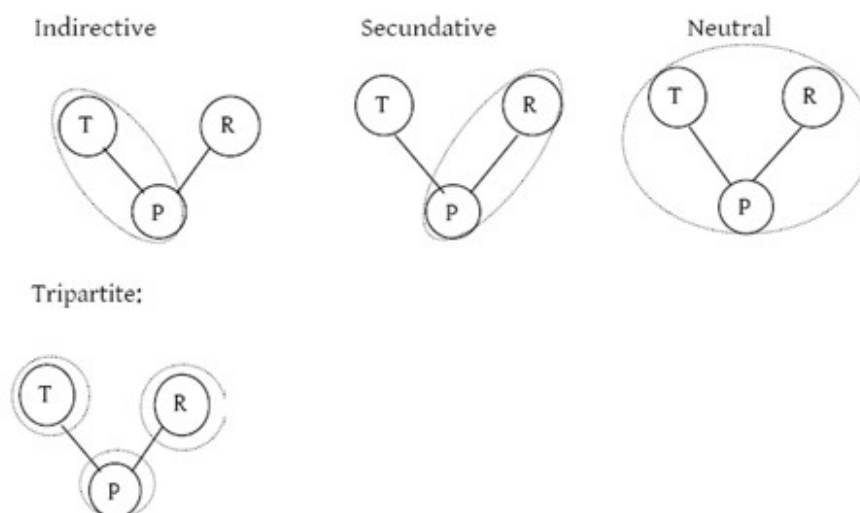 Indirective Secundative Neutral
T R T R T R
P P P
Tripartite:
T R
P